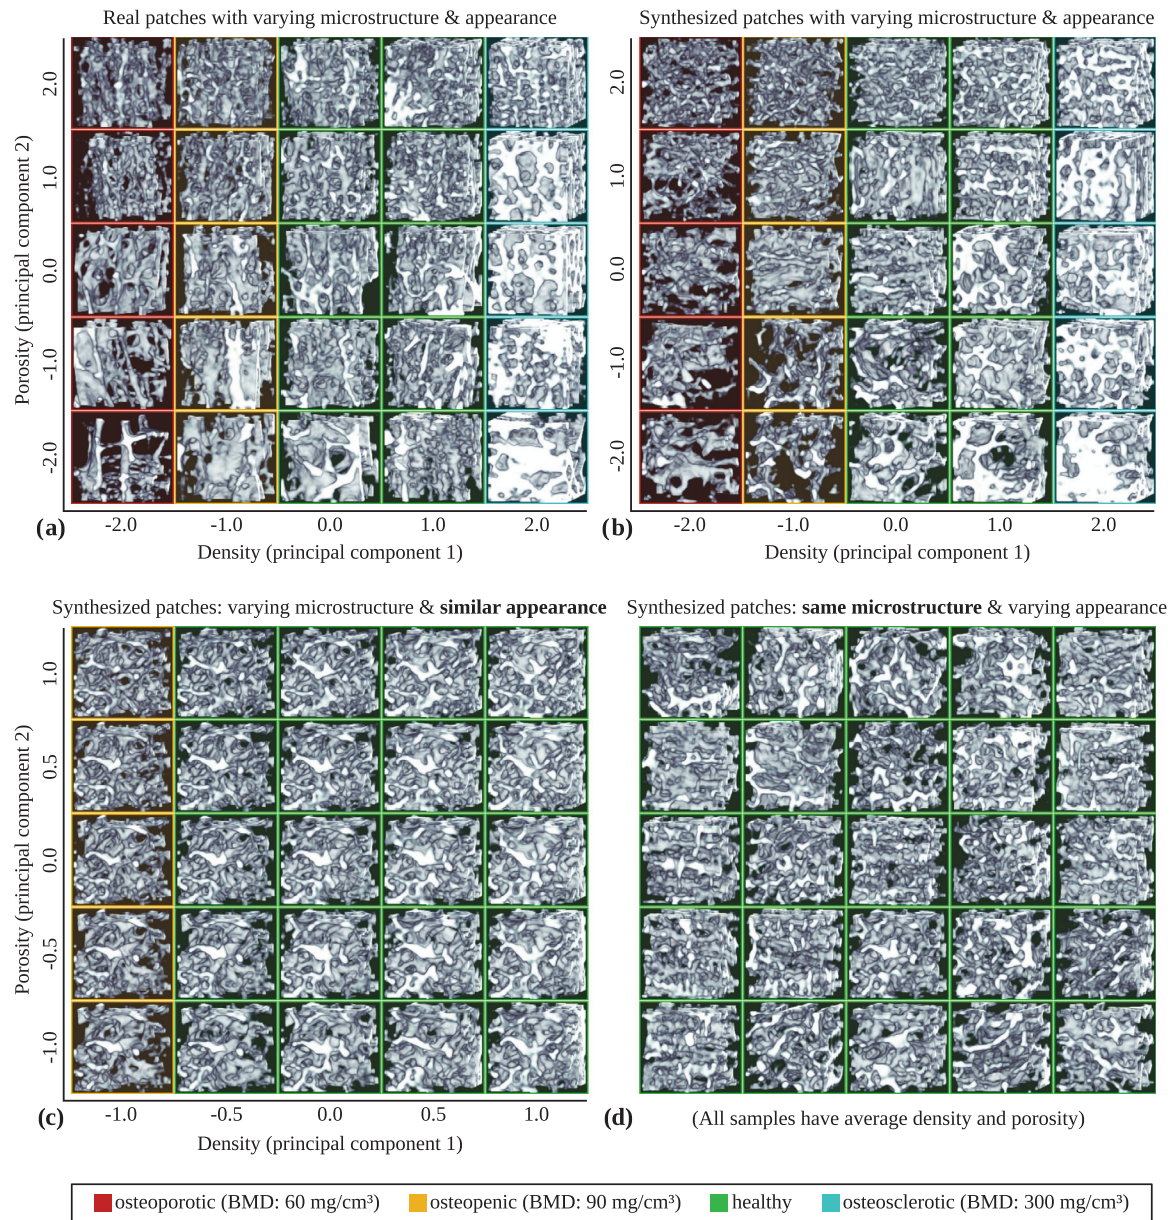 Real patches with varying microstructure & appearance
Synthesized patches with varying microstructure & appearance
Porosity (principal component 2)
2.0
1.0
0.0
-1.0
-2.0
2.0
1.0
0.0
-1.0
-2.0
(a)
-2.0 -1.0 0.0 1.0 2.0
Density (principal component 1)
(b)
-2.0 -1.0 0.0 1.0 2.0
Density (principal component 1)
Synthesized patches: varying microstructure & similar appearance
Synthesized patches: same microstructure & varying appearance
Porosity (principal component 2)
1.0
0.5
0.0
-0.5
-1.0
(c)
-1.0 -0.5 0.0 0.5 1.0
Density (principal component 1)
(d)
(All samples have average density and porosity)
osteoporotic (BMD: 60 mg/cm³) osteopenic (BMD: 90 mg/cm³) healthy osteosclerotic (BMD: 300 mg/cm³)